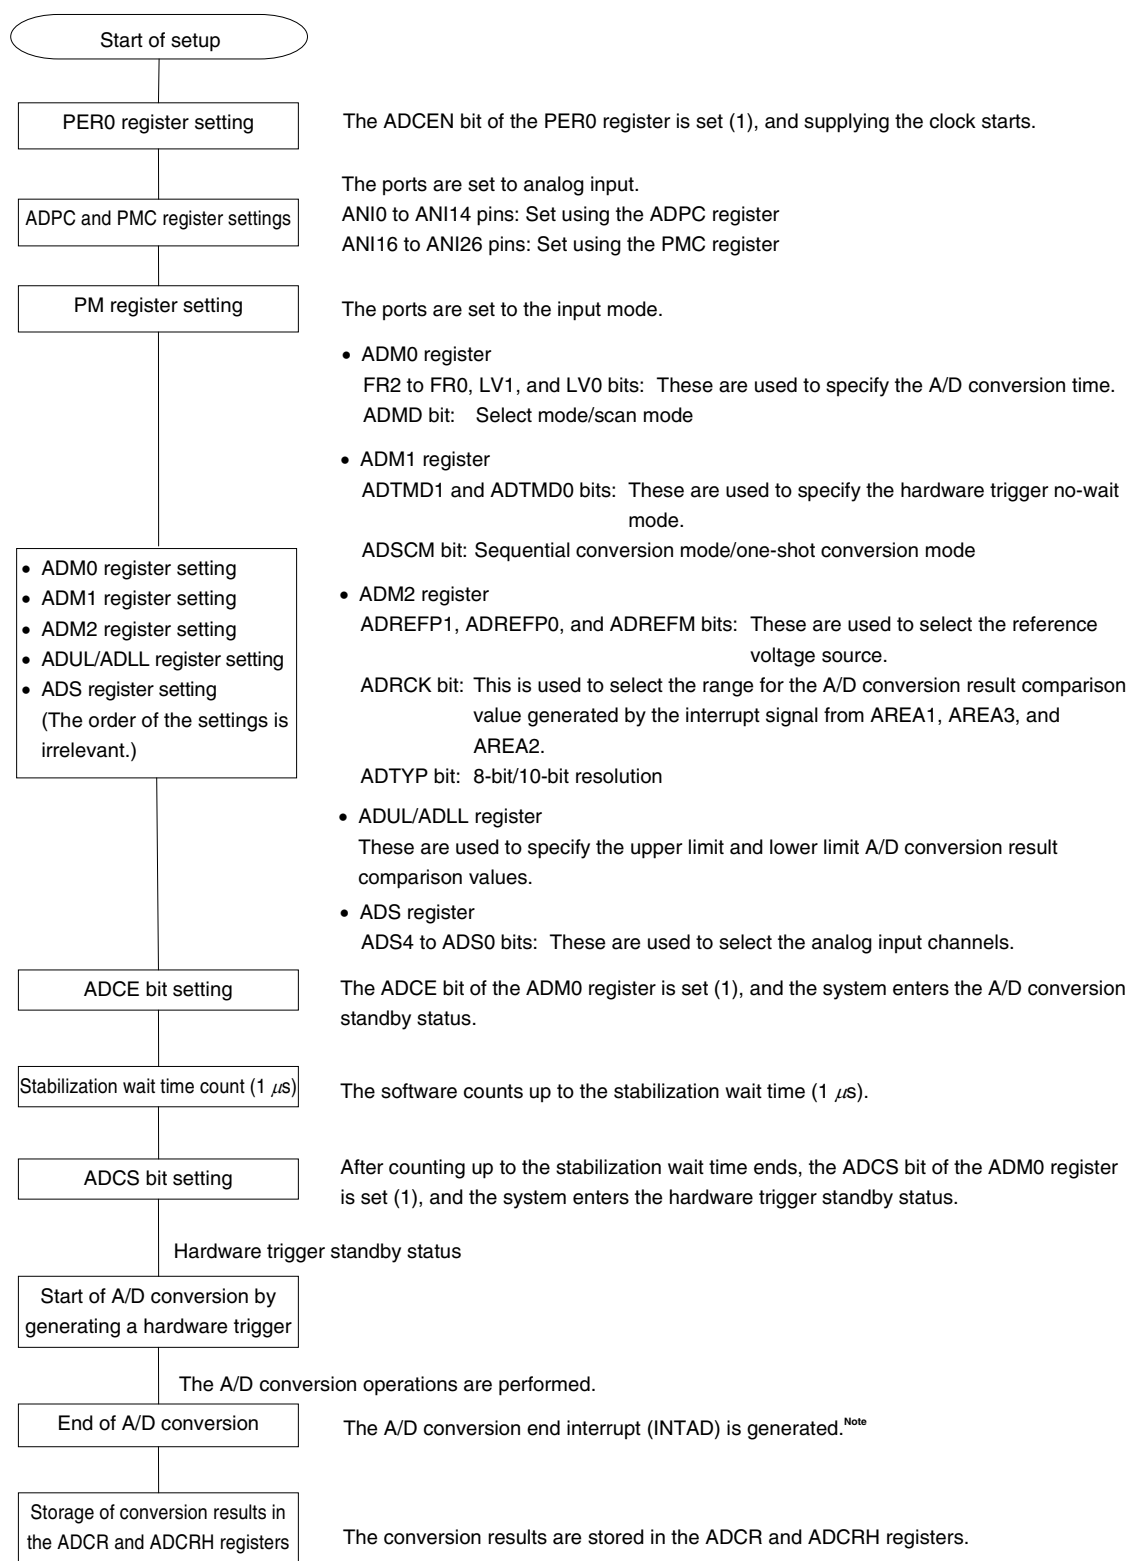 Start of setup
PER0 register setting
The ADCEN bit of the PER0 register is set (1), and supplying the clock starts.
ADPC and PMC register settings
The ports are set to analog input.
ANI0 to ANI14 pins: Set using the ADPC register
ANI16 to ANI26 pins: Set using the PMC register
PM register setting
The ports are set to the input mode.
• ADM0 register setting
• ADM1 register setting
• ADM2 register setting
• ADUL/ADLL register setting
• ADS register setting
(The order of the settings is
irrelevant.)
• ADM0 register
FR2 to FR0, LV1, and LV0 bits: These are used to specify the A/D conversion time.
ADMD bit: Select mode/scan mode
• ADM1 register
ADTMD1 and ADTMD0 bits: These are used to specify the hardware trigger no-wait
mode.
ADSCM bit: Sequential conversion mode/one-shot conversion mode
• ADM2 register
ADREFP1, ADREFP0, and ADREFM bits: These are used to select the reference
voltage source.
ADRCK bit: This is used to select the range for the A/D conversion result comparison
value generated by the interrupt signal from AREA1, AREA3, and
AREA2.
ADTYP bit: 8-bit/10-bit resolution
• ADUL/ADLL register
These are used to specify the upper limit and lower limit A/D conversion result
comparison values.
• ADS register
ADS4 to ADS0 bits: These are used to select the analog input channels.
ADCE bit setting
The ADCE bit of the ADM0 register is set (1), and the system enters the A/D conversion
standby status.
Stabilization wait time count (1 μs)
The software counts up to the stabilization wait time (1 μs).
ADCS bit setting
After counting up to the stabilization wait time ends, the ADCS bit of the ADM0 register
is set (1), and the system enters the hardware trigger standby status.
Hardware trigger standby status
Start of A/D conversion by
generating a hardware trigger
The A/D conversion operations are performed.
End of A/D conversion
The A/D conversion end interrupt (INTAD) is generated.Note
Storage of conversion results in
the ADCR and ADCRH registers
The conversion results are stored in the ADCR and ADCRH registers.